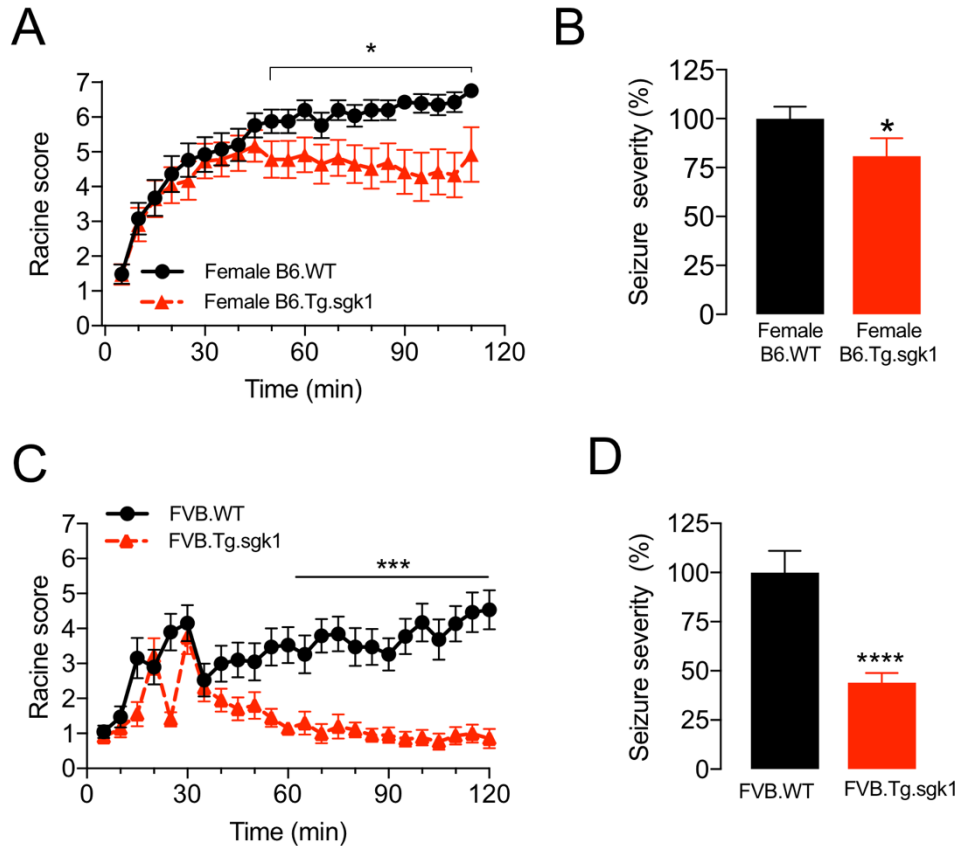 A
*
7
6
5
4
3
2
1
0
Racine score
Female B6.WT
Female B6.Tg.sgk1
0 30 60 90 120
Time (min)
B
125
100
75
50
25
0
Seizure severity (%)
*
Female B6.WT
Female B6.Tg.sgk1
C
FVB.WT
FVB.Tg.sgk1
***
7
6
5
4
3
2
1
0
Racine score
0 30 60 90 120
Time (min)
D
125
100
75
50
25
0
Seizure severity (%)
****
FVB.WT
FVB.Tg.sgk1